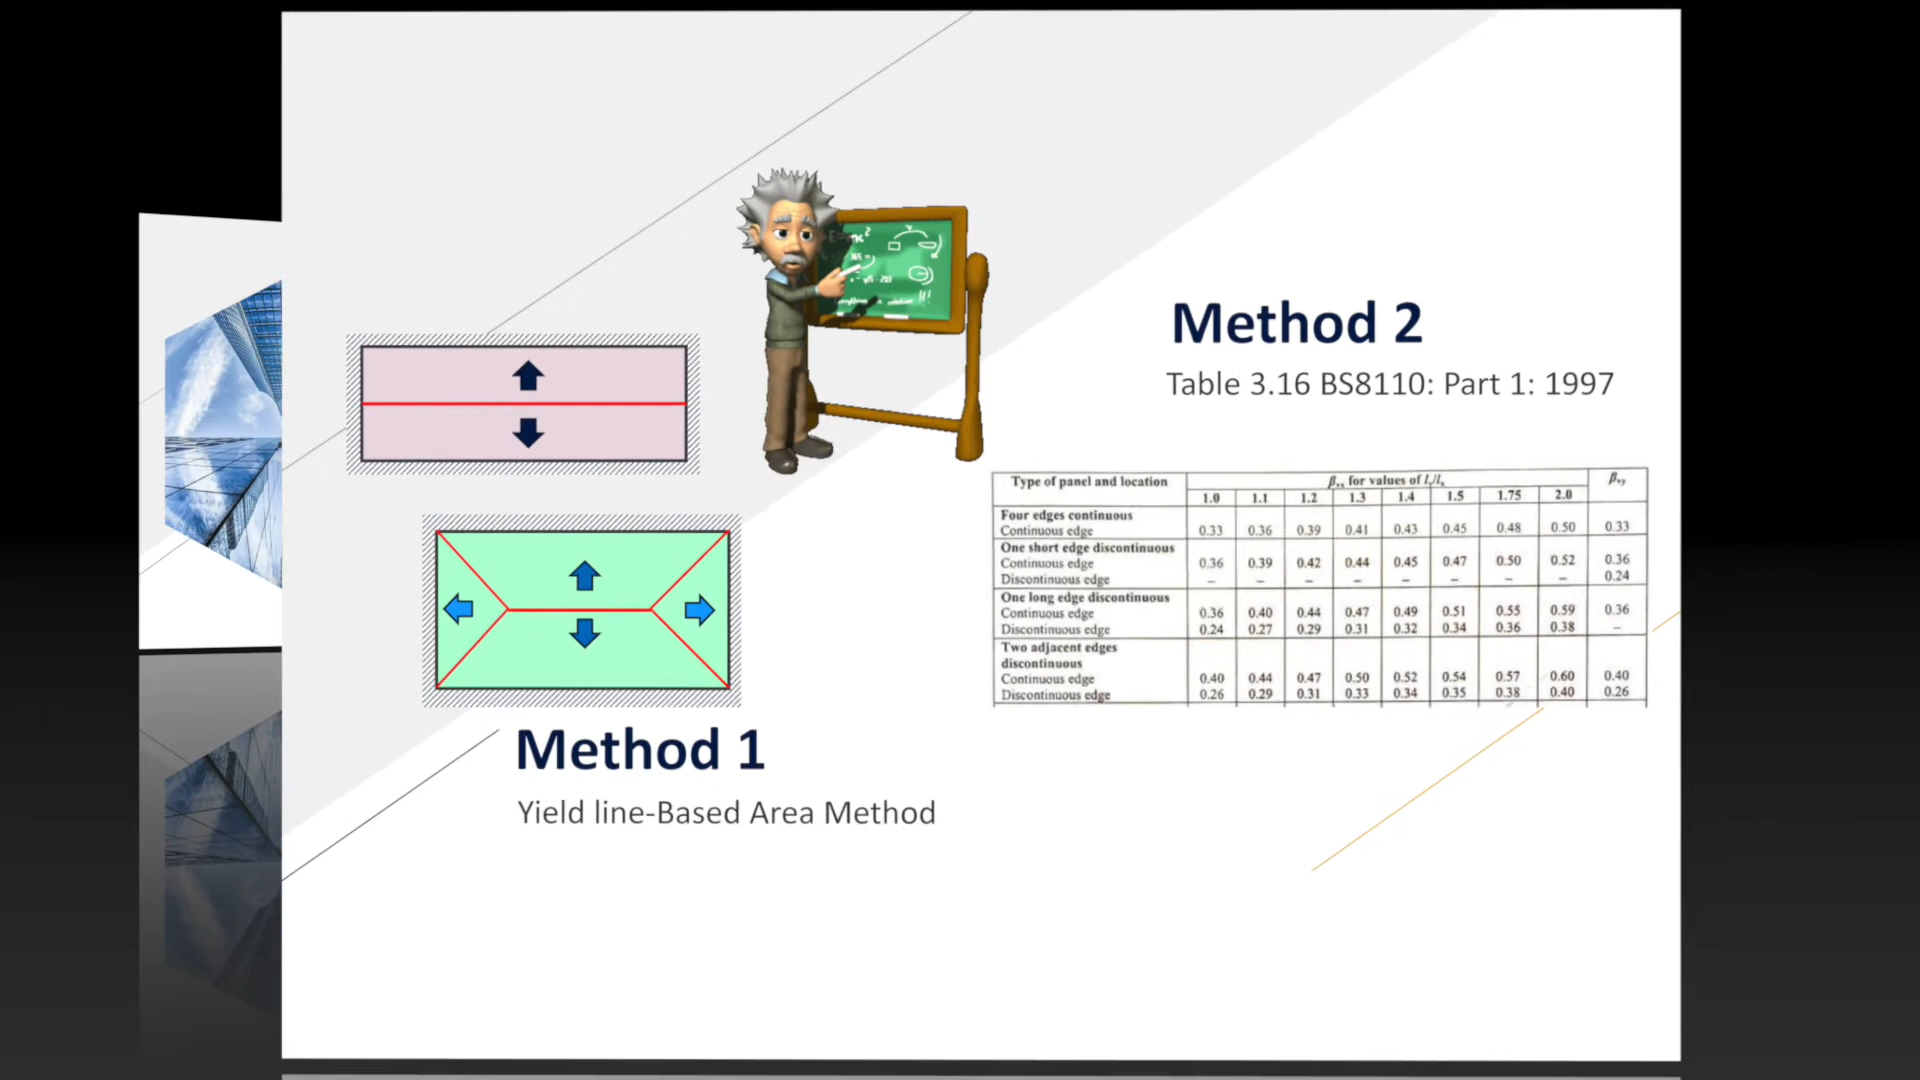 E=mc²
Method 2
Table 3.16 BS8110: Part 1: 1997
Type of panel and location βvx for values of ly/lx βvy
1.0 1.1 1.2 1.3 1.4 1.5 1.75 2.0
Four edges continuous
Continuous edge 0.33 0.36 0.39 0.41 0.43 0.45 0.48 0.50 0.33
One short edge discontinuous
Continuous edge 0.36 0.39 0.42 0.44 0.45 0.47 0.50 0.52 0.36
Discontinuous edge – – – – – – – – 0.24
One long edge discontinuous
Continuous edge 0.36 0.40 0.44 0.47 0.49 0.51 0.55 0.59 0.36
Discontinuous edge 0.24 0.27 0.29 0.31 0.32 0.34 0.36 0.38 –
Two adjacent edges
discontinuous
Continuous edge 0.40 0.44 0.47 0.50 0.52 0.54 0.57 0.60 0.40
Discontinuous edge 0.26 0.29 0.31 0.33 0.34 0.35 0.38 0.40 0.26
Method 1
Yield line-Based Area Method